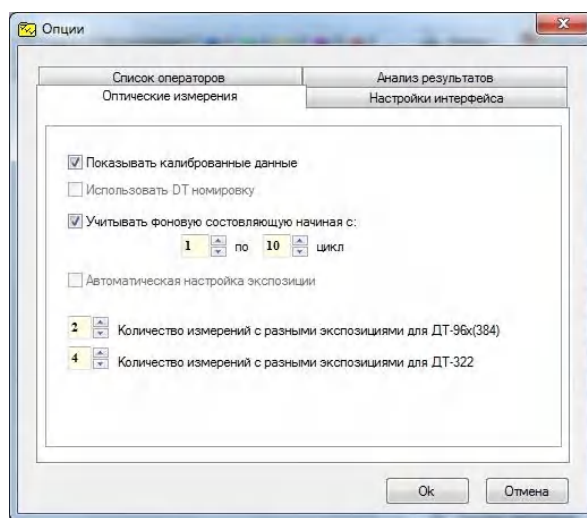 Опции
Список операторов
Анализ результатов
Оптические измерения
Настройки интерфейса
Показывать калиброванные данные
Использовать DT номировку
Учитывать фоновую состовляющую начиная с:
1 по 10 цикл
Автоматическая настройка экспозиции
2 Количество измерений с разными экспозициями для ДТ-96х(384)
4 Количество измерений с разными экспозициями для ДТ-322
Ok
Отмена